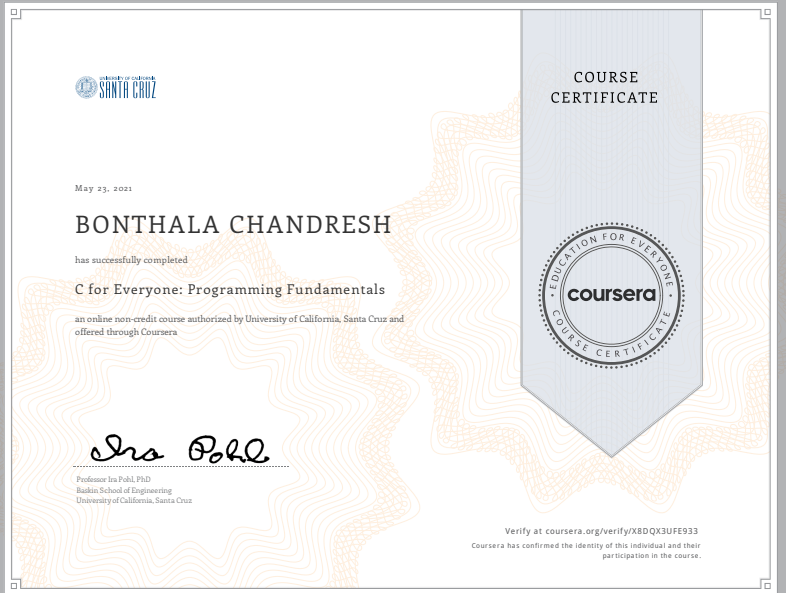 UNIVERSITY OF CALIFORNIA
SANTA CRUZ
COURSE
CERTIFICATE
May 23, 2021
BONTHALA CHANDRESH
has successfully completed
C for Everyone: Programming Fundamentals
an online non-credit course authorized by University of California, Santa Cruz and
offered through Coursera
EDUCATION FOR EVERYONE
coursera
COURSE CERTIFICATE
Ira Pohl
Professor Ira Pohl, PhD
Baskin School of Engineering
University of California, Santa Cruz
Verify at coursera.org/verify/X8DQX3UFE933
Coursera has confirmed the identity of this individual and their
participation in the course.